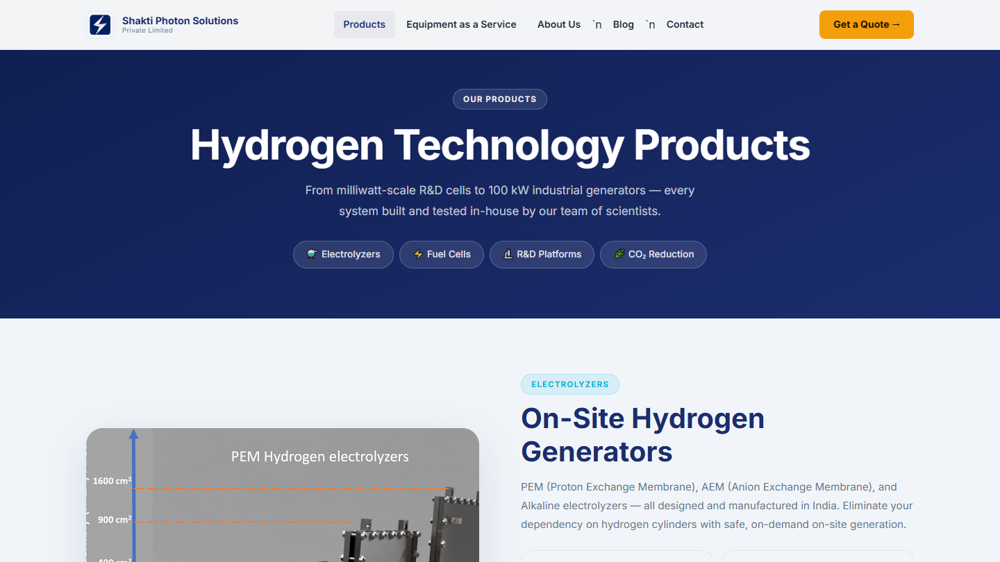 Shakti Photon Solutions
Private Limited
Products
Equipment as a Service
About Us
`n
Blog
`n
Contact
Get a Quote →
OUR PRODUCTS
Hydrogen Technology Products
From milliwatt-scale R&D cells to 100 kW industrial generators — every
system built and tested in-house by our team of scientists.
Electrolyzers
Fuel Cells
R&D Platforms
CO₂ Reduction
PEM Hydrogen electrolyzers
1600 cm²
900 cm²
400 cm²
ELECTROLYZERS
On-Site Hydrogen
Generators
PEM (Proton Exchange Membrane), AEM (Anion Exchange Membrane), and
Alkaline electrolyzers — all designed and manufactured in India. Eliminate your
dependency on hydrogen cylinders with safe, on-demand on-site generation.